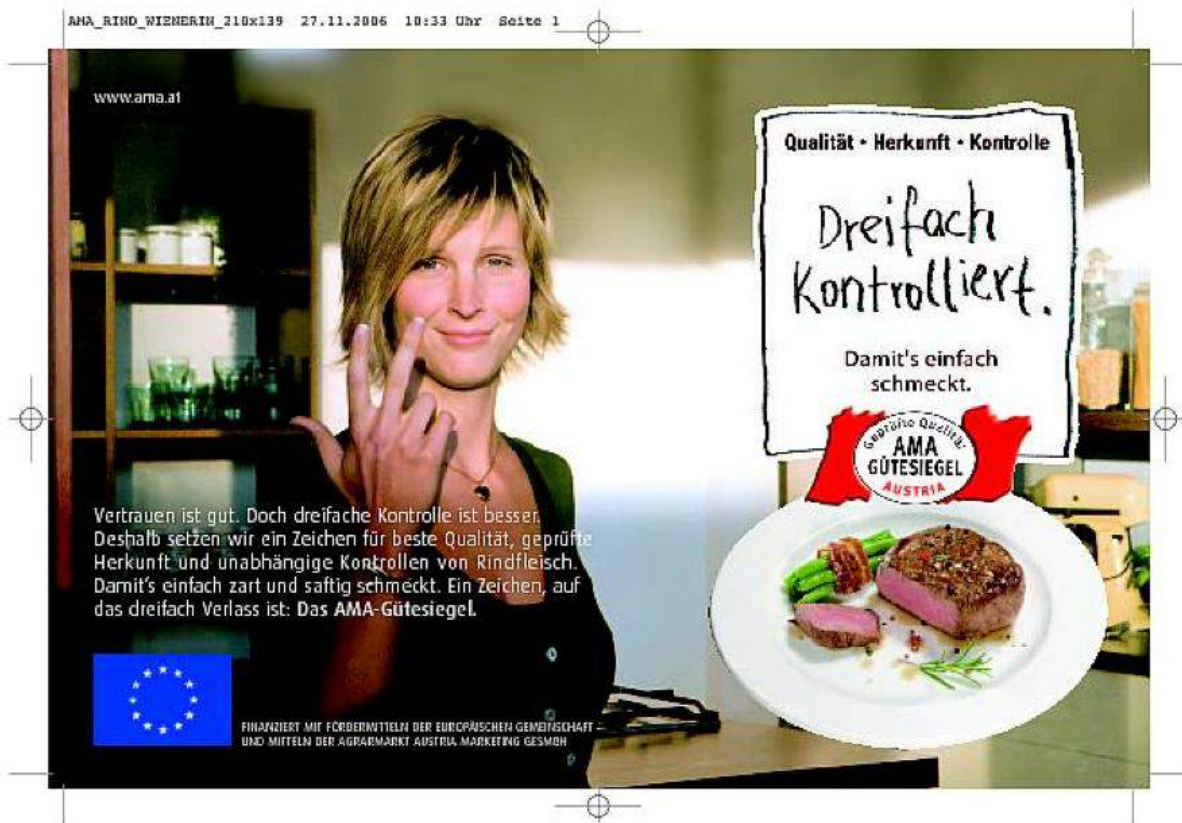 AMA_RIND_WIENERIN_210x139 27.11.2006 10:33 Uhr Seite 1
www.ama.at
Qualität • Herkunft • Kontrolle
Dreifach
Kontrolliert.
Damit's einfach
schmeckt.
Geprüfte Qualität
AMA
GÜTESIEGEL
AUSTRIA
Vertrauen ist gut. Doch dreifache Kontrolle ist besser.
Deshalb setzen wir ein Zeichen für beste Qualität, geprüfte
Herkunft und unabhängige Kontrollen von Rindfleisch.
Damit's einfach zart und saftig schmeckt. Ein Zeichen, auf
das dreifach Verlass ist: Das AMA-Gütesiegel.
FINANZIERT MIT FÖRDERMITTELN DER EUROPÄISCHEN GEMEINSCHAFT
UND MITTELN DER AGRARMARKT AUSTRIA MARKETING GESMBH